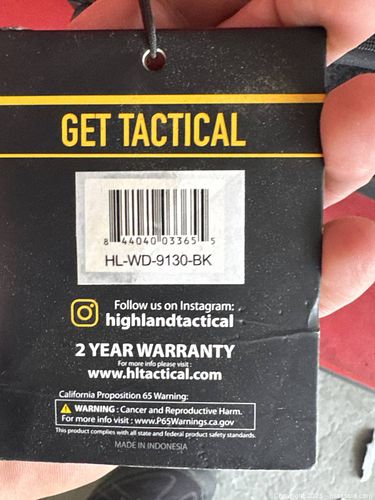 GET TACTICAL
8 44040 03365 5
HL-WD-9130-BK
Follow us on Instagram:
highlandtactical
2 YEAR WARRANTY
For more info please visit :
www.hltactical.com
California Proposition 65 Warning:
WARNING : Cancer and Reproductive Harm.
For more info visit : www.P65Warnings.ca.gov
This product complies with all state and federal product safety standards.
MADE IN INDONESIA